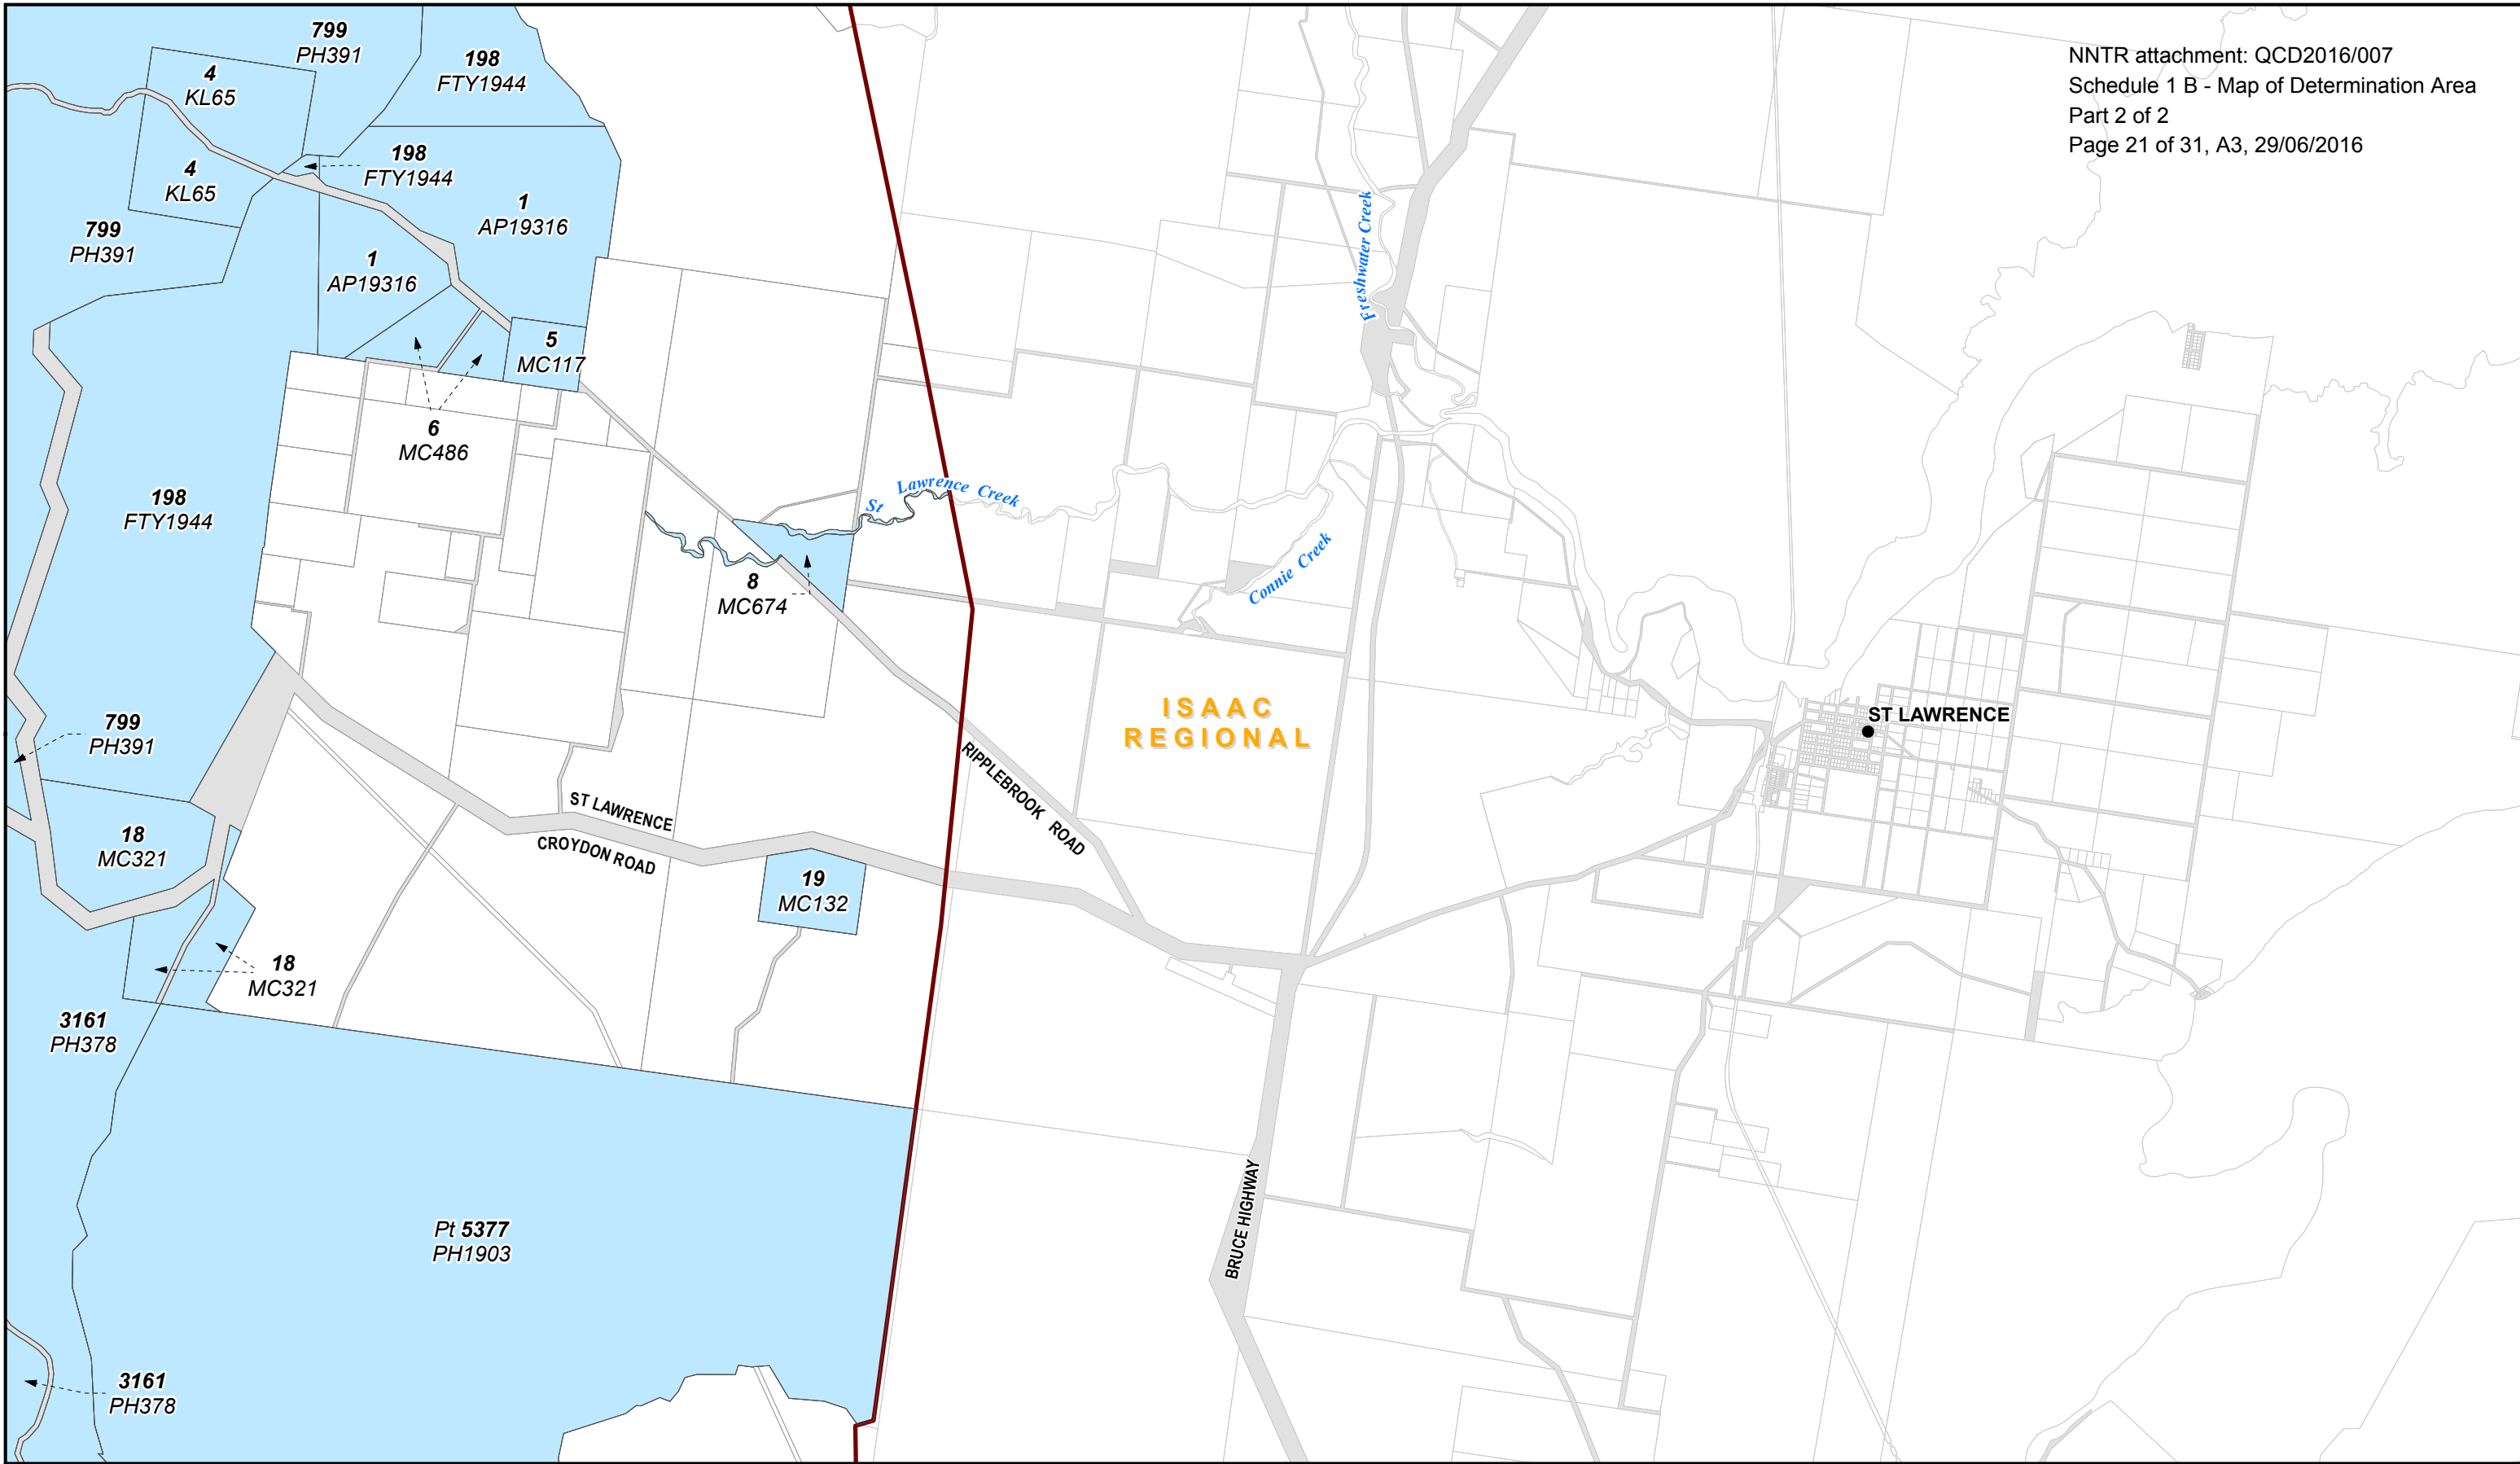 NNTR attachment: QCD2016/007
Schedule 1 B - Map of Determination Area
Part 2 of 2
Page 21 of 31, A3, 29/06/2016
799
PH391
4
KL65
198
FTY1944
198
FTY1944
4
KL65
1
AP19316
799
PH391
1
AP19316
Freshwater Creek
5
MC117
6
MC486
198
FTY1944
St Lawrence Creek
Connie Creek
8
MC674
ISAAC
REGIONAL
ST LAWRENCE
799
PH391
RIPPLEBROOK ROAD
ST LAWRENCE
CROYDON ROAD
18
MC321
19
MC132
18
MC321
3161
PH378
BRUCE HIGHWAY
Pt 5377
PH1903
3161
PH378